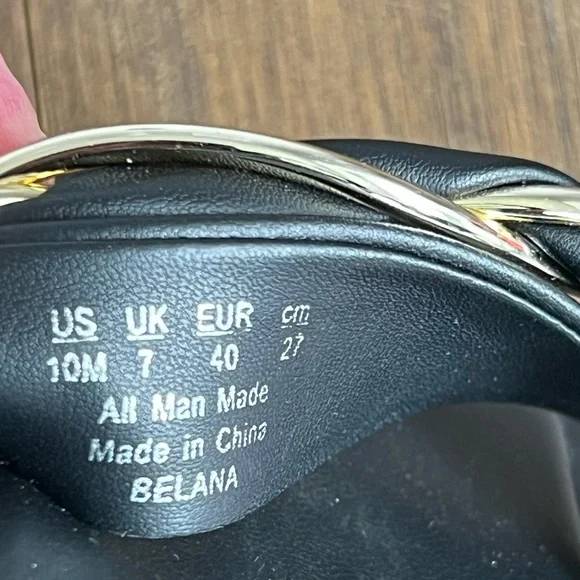 US UK EUR cm
10M 7 40 27
All Man Made
Made in China
BELANA